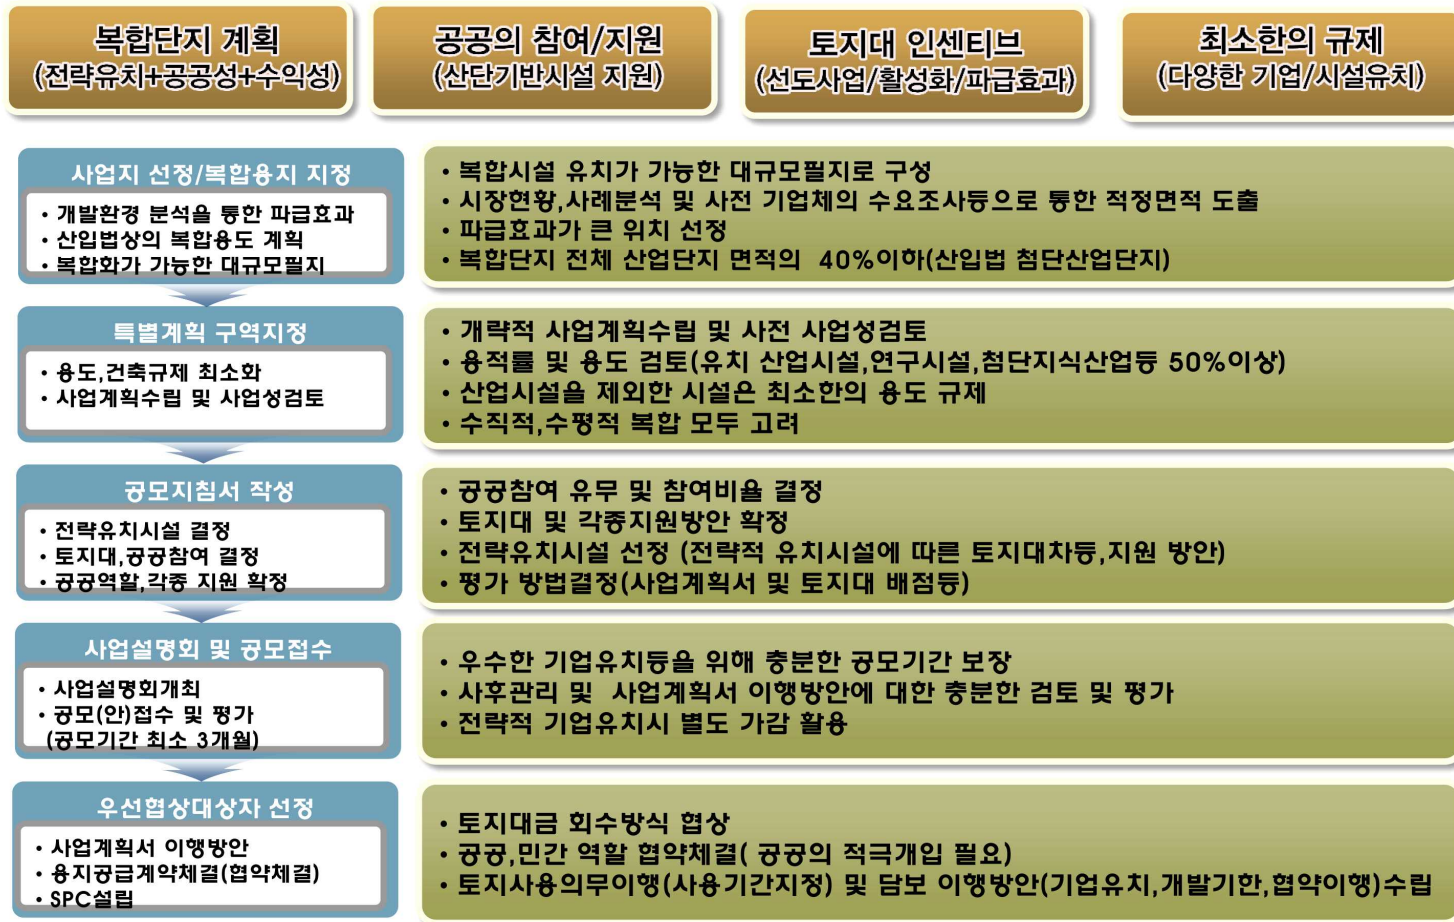 복합단지 계획
(전략유치+공공성+수익성)
공공의 참여/지원
(산단기반시설 지원)
토지대 인센티브
(선도사업/활성화/파급효과)
최소한의 규제
(다양한 기업/시설유치)
사업지 선정/복합용지 지정
• 개발환경 분석을 통한 파급효과
• 산입법상의 복합용도 계획
• 복합화가 가능한 대규모필지
• 복합시설 유치가 가능한 대규모필지로 구성
• 시장현황,사례분석 및 사전 기업체의 수요조사등으로 통한 적정면적 도출
• 파급효과가 큰 위치 선정
• 복합단지 전체 산업단지 면적의 40%이하(산입법 첨단산업단지)
특별계획 구역지정
• 용도,건축규제 최소화
• 사업계획수립 및 사업성검토
• 개략적 사업계획수립 및 사전 사업성검토
• 용적률 및 용도 검토(유치 산업시설,연구시설,첨단지식산업등 50%이상)
• 산업시설을 제외한 시설은 최소한의 용도 규제
• 수직적,수평적 복합 모두 고려
공모지침서 작성
• 전략유치시설 결정
• 토지대,공공참여 결정
• 공공역할,각종 지원 확정
• 공공참여 유무 및 참여비율 결정
• 토지대 및 각종지원방안 확정
• 전략유치시설 선정 (전략적 유치시설에 따른 토지대차등,지원 방안)
• 평가 방법결정(사업계획서 및 토지대 배점등)
사업설명회 및 공모접수
• 사업설명회개최
• 공모(안)접수 및 평가
(공모기간 최소 3개월)
• 우수한 기업유치등을 위해 충분한 공모기간 보장
• 사후관리 및 사업계획서 이행방안에 대한 충분한 검토 및 평가
• 전략적 기업유치시 별도 가감 활용
우선협상대상자 선정
• 사업계획서 이행방안
• 용지공급계약체결(협약체결)
• SPC설립
• 토지대금 회수방식 협상
• 공공,민간 역할 협약체결( 공공의 적극개입 필요)
• 토지사용의무이행(사용기간지정) 및 담보 이행방안(기업유치,개발기한,협약이행)수립